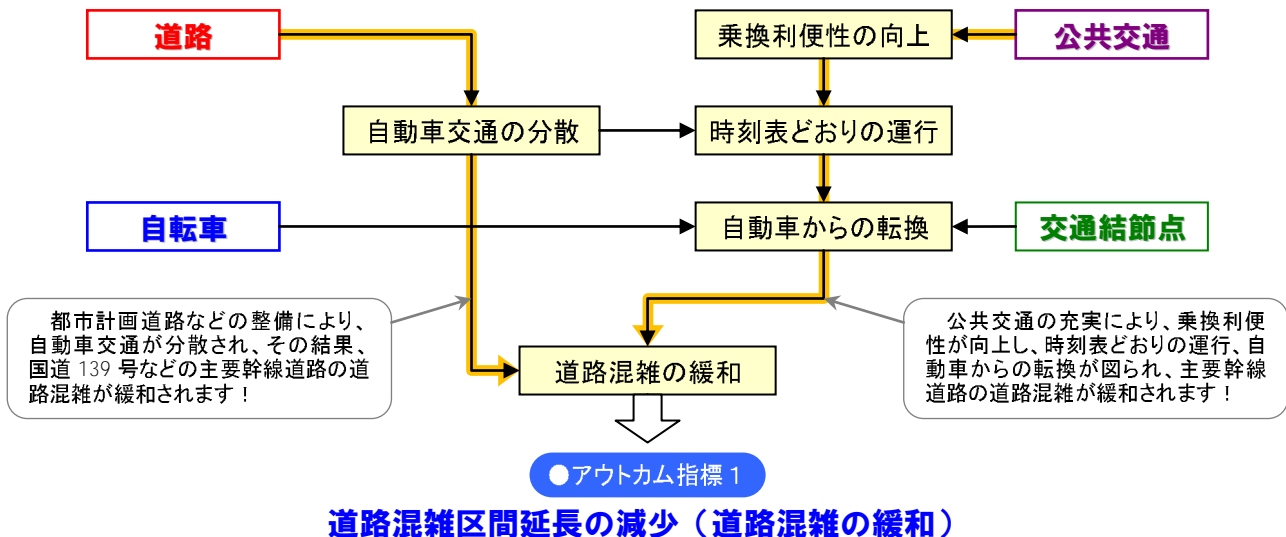 道路
乗換利便性の向上
公共交通
自動車交通の分散
時刻表どおりの運行
自転車
自動車からの転換
交通結節点
都市計画道路などの整備により、
自動車交通が分散され、その結果、
国道 139 号などの主要幹線道路の道
路混雑が緩和されます！
道路混雑の緩和
公共交通の充実により、乗換利便
性が向上し、時刻表どおりの運行、自
動車からの転換が図られ、主要幹線
道路の道路混雑が緩和されます！
●アウトカム指標 1
道路混雑区間延長の減少（道路混雑の緩和）